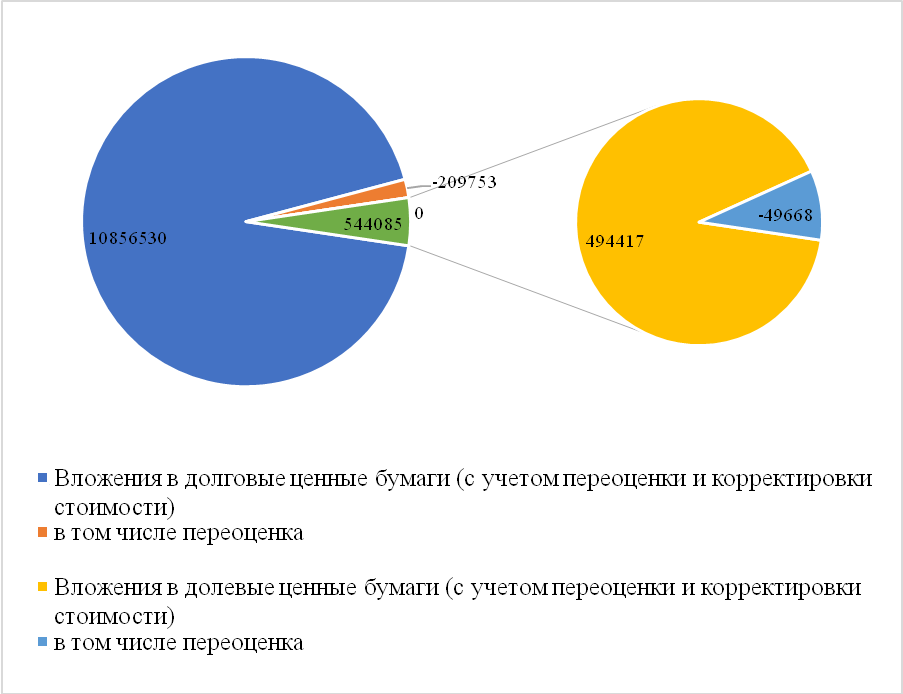 -209753
0
544085
10856530
-49668
494417
Вложения в долговые ценные бумаги (с учетом переоценки и корректировки
стоимости)
в том числе переоценка
Вложения в долевые ценные бумаги (с учетом переоценки и корректировки
стоимости)
в том числе переоценка